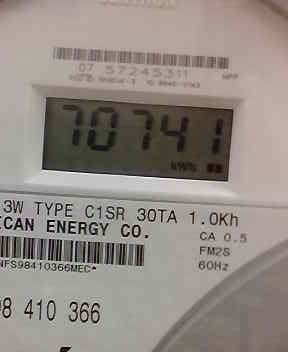 07 57245311
WPP
70741
kWh
3W TYPE C1SR 30TA 1.0Kh
ICAN ENERGY CO.
CA 0.5
FM2S
NFS98410366MEC*
60Hz
98 410 366